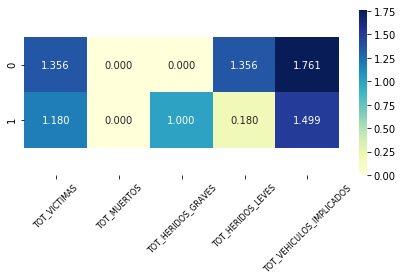 1.75
1.50
1.25
1.00
0.75
0.50
0.25
0.00
0 1.356 0.000 0.000 1.356 1.761
1 1.180 0.000 1.000 0.180 1.499
TOT_VICTIMAS
TOT_MUERTOS
TOT_HERIDOS_GRAVES
TOT_HERIDOS_LEVES
TOT_VEHICULOS_IMPLICADOS